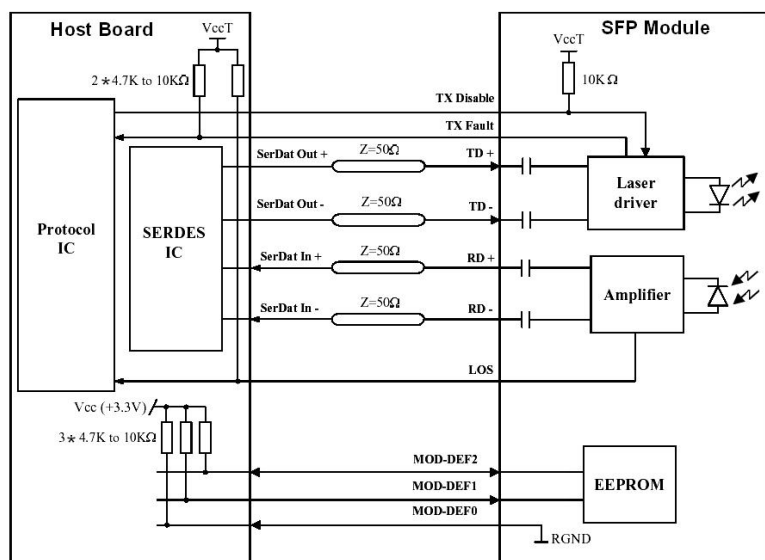 Host Board
SFP Module
VccT
VccT
2*4.7K to 10KΩ
10KΩ
TX Disable
TX Fault
SerDat Out +
Z=50Ω
TD +
Laser driver
SerDat Out -
Z=50Ω
TD -
Protocol IC
SERDES IC
SerDat In +
Z=50Ω
RD +
Amplifier
SerDat In -
Z=50Ω
RD -
LOS
Vcc (+3.3V)
3*4.7K to 10KΩ
MOD-DEF2
EEPROM
MOD-DEF1
MOD-DEF0
RGND